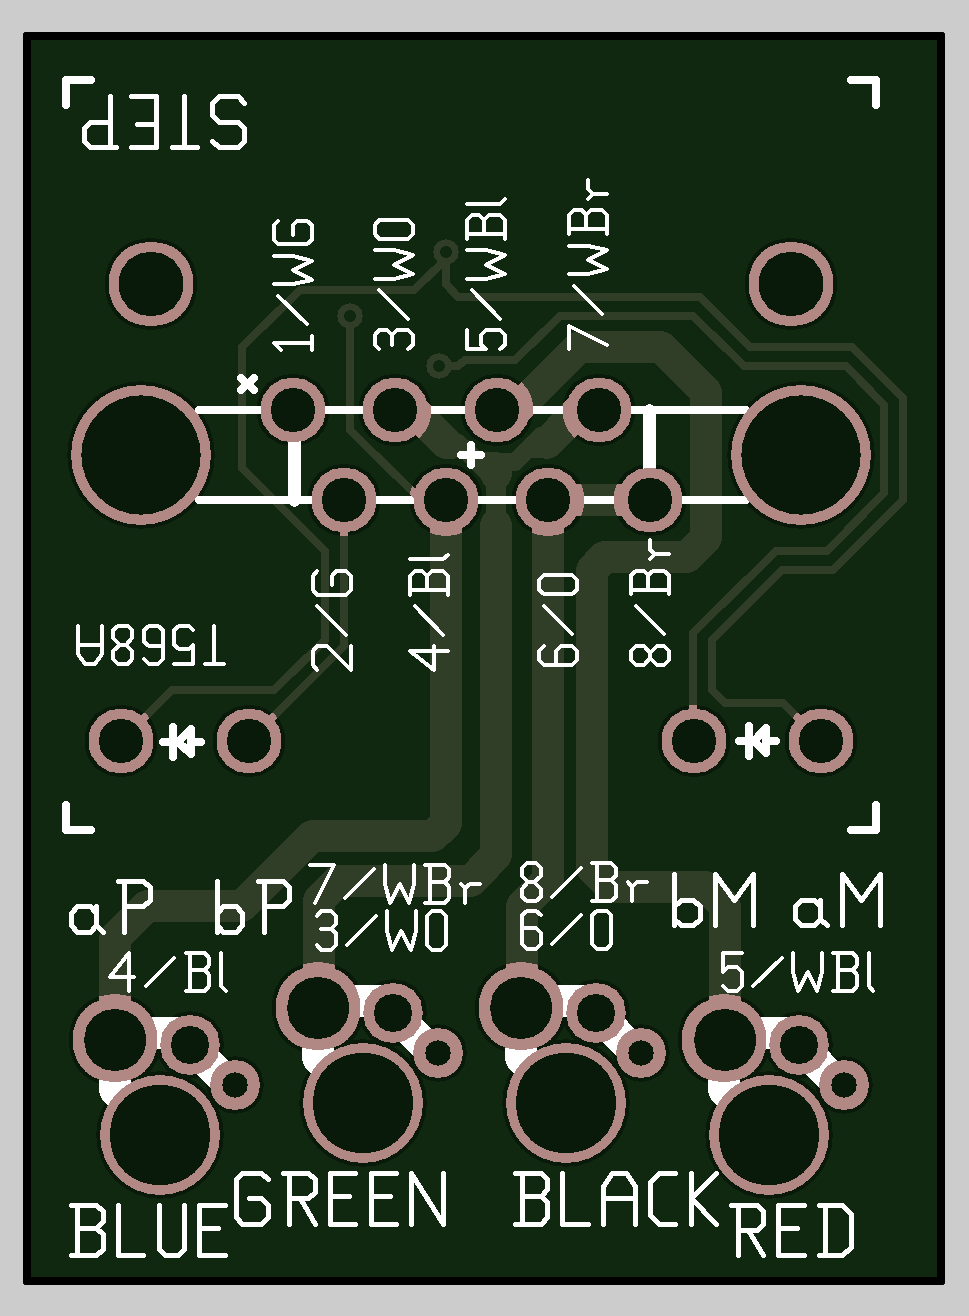 STEP
1/WG
3/WO
5/WBl
7/WBr
2/G
4/Bl
6/O
8/Br
T568A
aP bP bM aM
7/WBr
3/WO
8/Br
6/O
4/Bl
5/WBl
BLUE GREEN BLACK RED